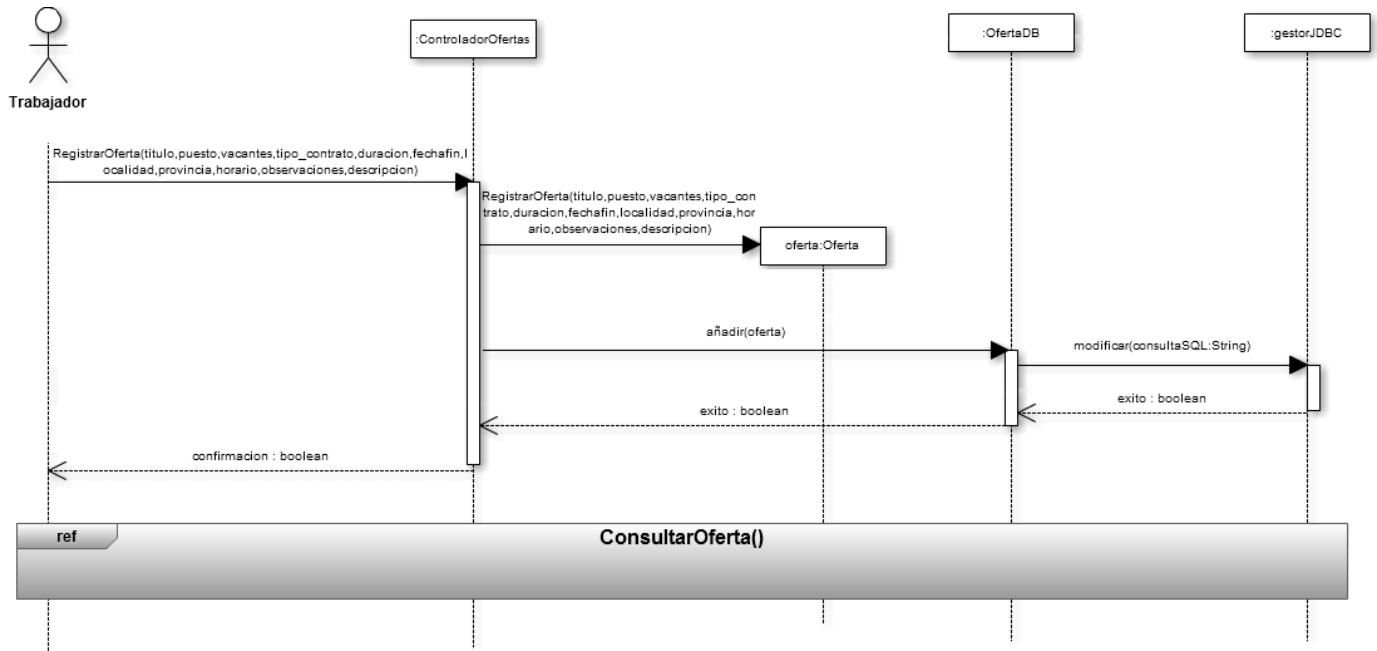 :ControladorOfertas
:OfertaDB
:gestorJDBC
Trabajador
RegistrarOferta(titulo,puesto,vacantes,tipo_contrato,duracion,fechafin,l
ocalidad,provincia,horario,observaciones,descripcion)
RegistrarOferta(titulo,puesto,vacantes,tipo_con
trato,duracion,fechafin,localidad,provincia,hor
ario,observaciones,descripcion)
oferta:Oferta
añadir(oferta)
modificar(consultaSQL:String)
exito : boolean
exito : boolean
confirmacion : boolean
ref
ConsultarOferta()